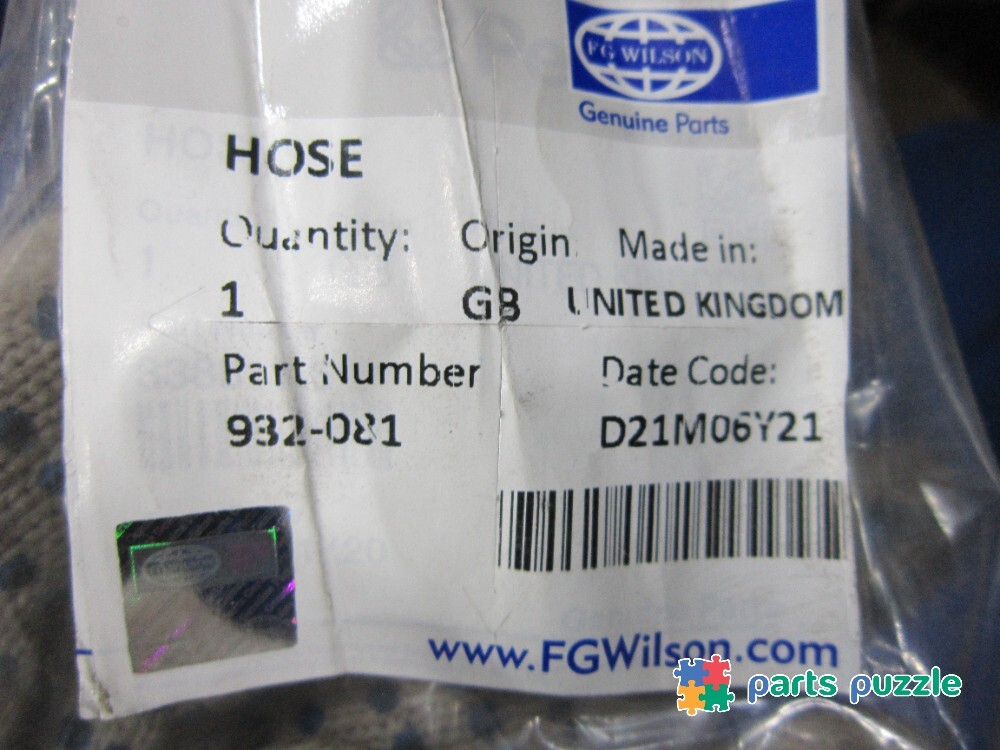 FG WILSON
Genuine Parts
HOSE
Quantity: Origin: Made in:
1 GB UNITED KINGDOM
Part Number Date Code:
932-081 D21M06Y21
www.FGWilson.com
parts puzzle